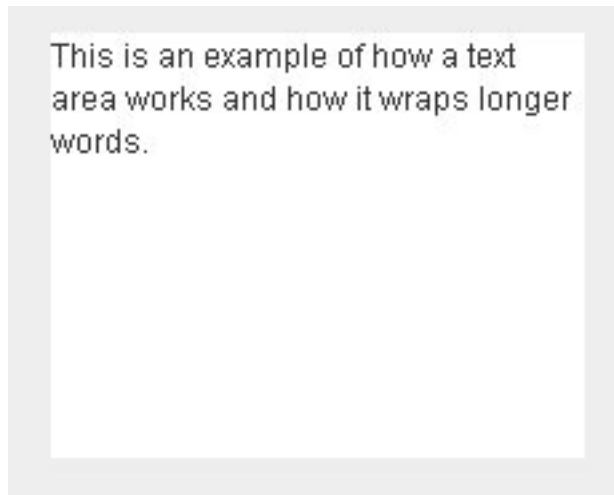 This is an example of how a text
area works and how it wraps longer
words.